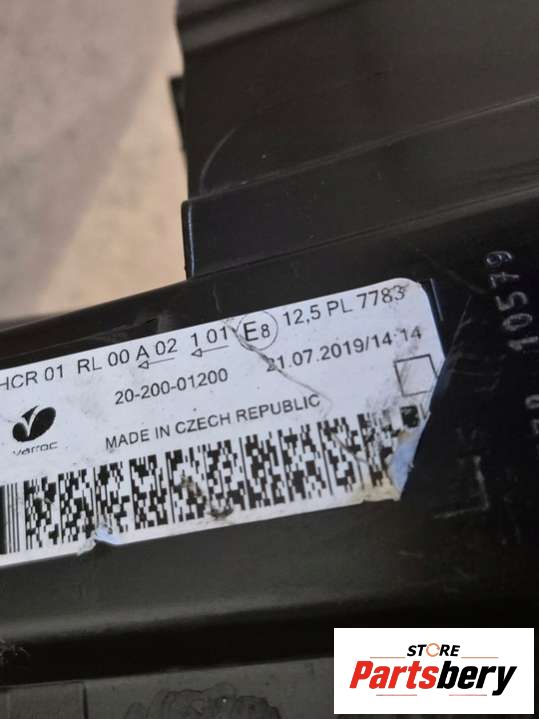 HCR 01 RL 00 A 02 1 01 E8 12,5 PL 7783
20-200-01200 21.07.2019/14:14
varroc
MADE IN CZECH REPUBLIC
10579
STORE
Partsbery